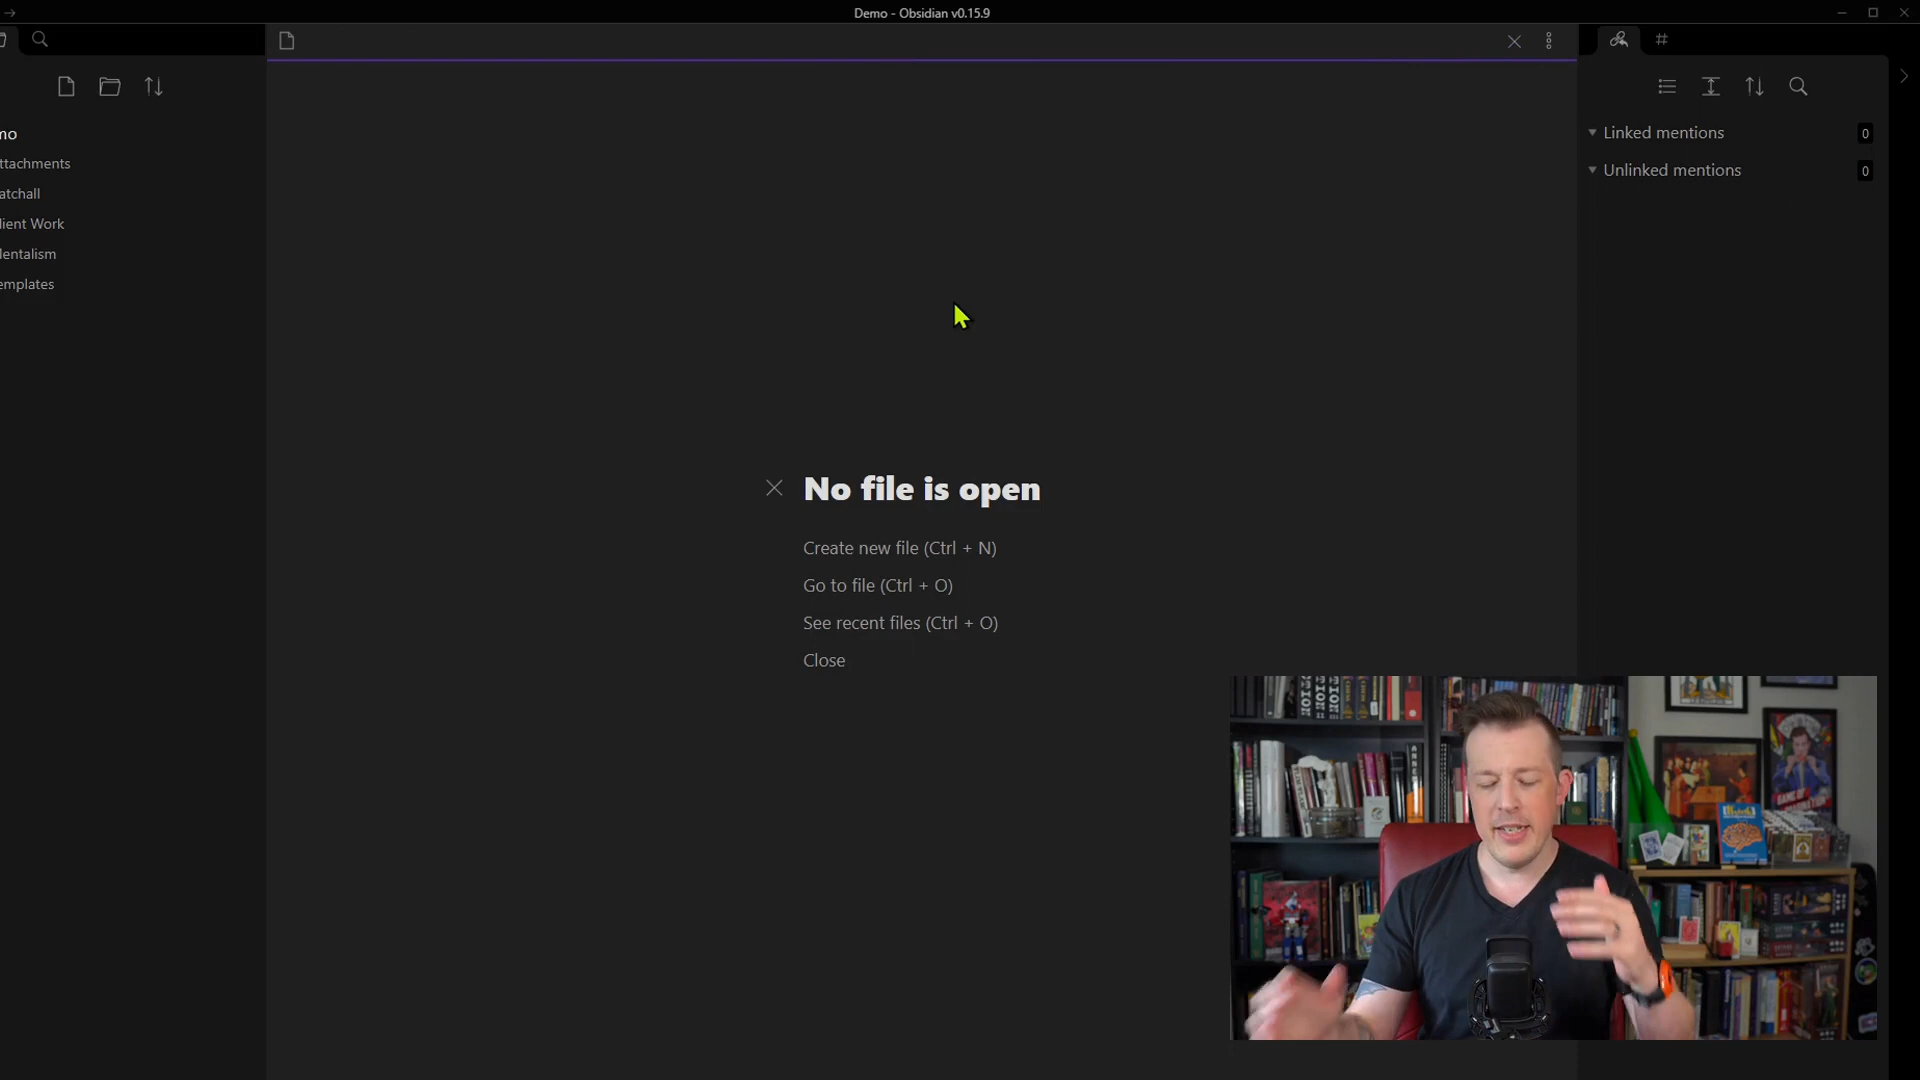 Demo - Obsidian v0.15.9
mo
ttachments
atchall
lient Work
lentalism
emplates
No file is open
Create new file (Ctrl + N)
Go to file (Ctrl + O)
See recent files (Ctrl + O)
Close
Linked mentions 0
Unlinked mentions 0